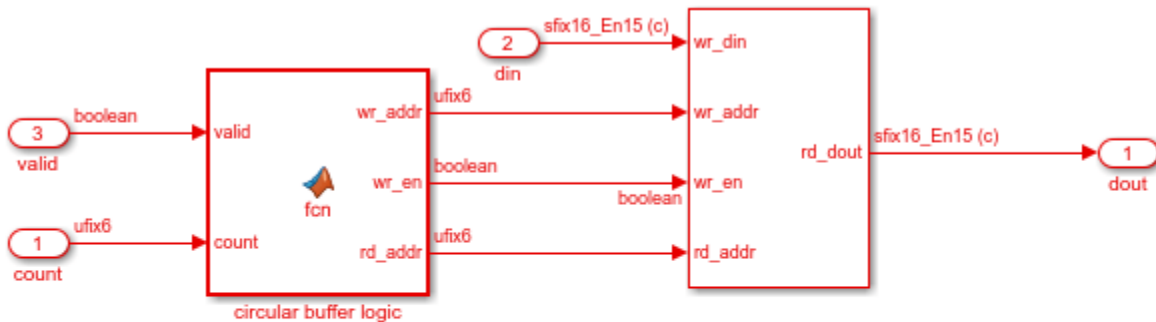 sfix16_En15 (c)
2
din
wr_din
boolean
3
valid
valid
wr_addr
ufix6
wr_addr
fcn
wr_en
boolean
boolean
wr_en
rd_dout
sfix16_En15 (c)
1
dout
ufix6
1
count
count
rd_addr
ufix6
rd_addr
circular buffer logic